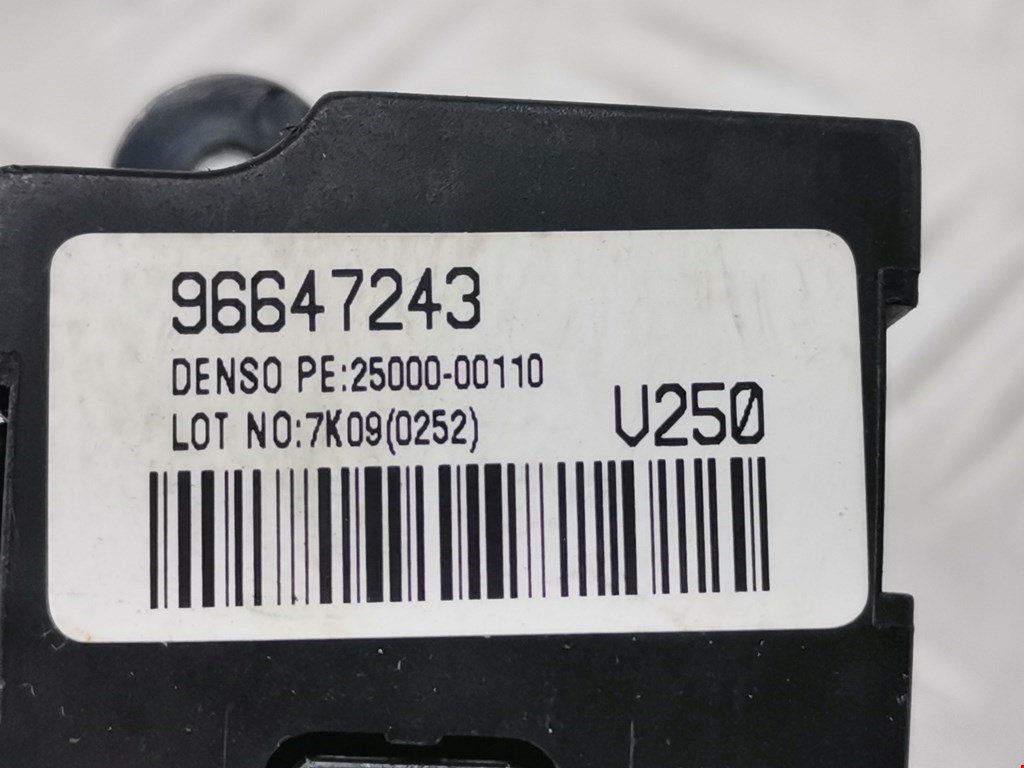 96647243
DENSO PE:25000-00110
LOT NO:7K09(0252)
V250